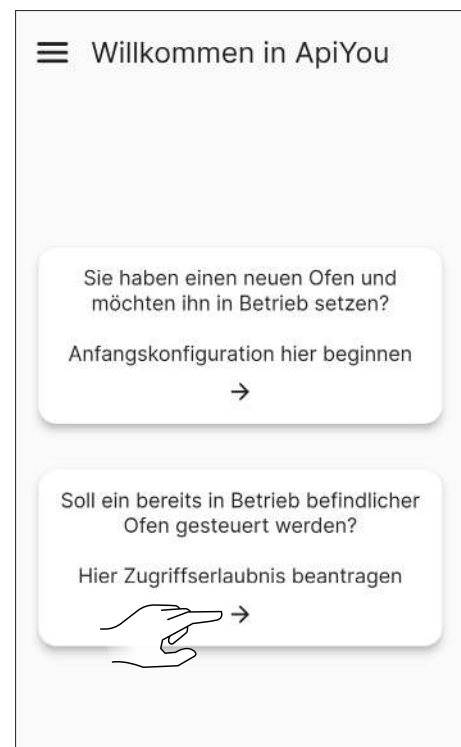 Willkommen in ApiYou
Sie haben einen neuen Ofen und
möchten ihn in Betrieb setzen?
Anfangskonfiguration hier beginnen
Soll ein bereits in Betrieb befindlicher
Ofen gesteuert werden?
Hier Zugriffserlaubnis beantragen